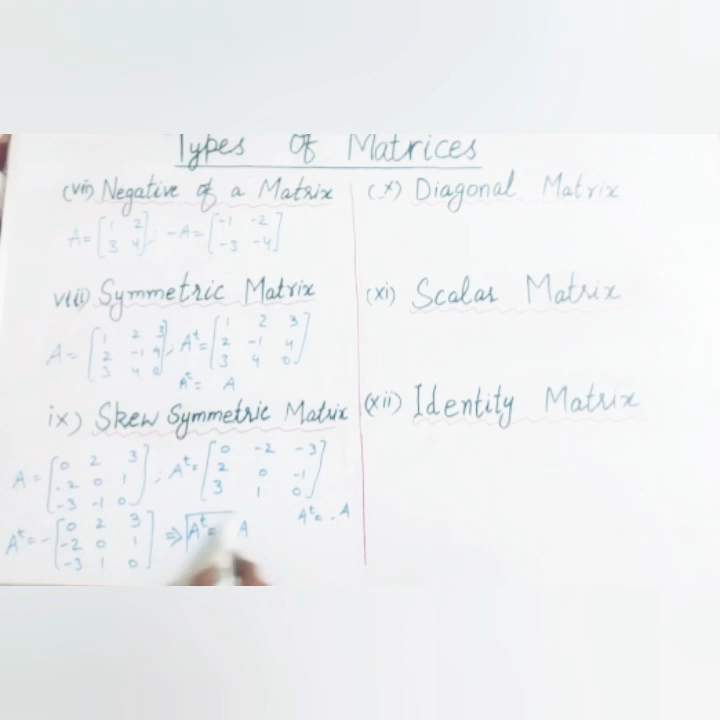 Types Of Matrices
(vii) Negative of a Matrix
A = [1 2
3 4]; -A = [-1 -2
-3 -4]
viii) Symmetric Matrix
A = [1 2 3
2 -1 4
3 4 0]; Aᵗ = [1 2 3
2 -1 4
3 4 0]
Aᵗ = A
ix) Skew Symmetric Matrix
A = [0 2 3
-2 0 1
-3 -1 0]; Aᵗ = [0 -2 -3
2 0 -1
3 1 0]
Aᵗ = -A
Aᵗ = -[0 2 3
-2 0 1
-3 1 0] ⇒ Aᵗ = A
(x) Diagonal Matrix
(xi) Scalar Matrix
(xii) Identity Matrix